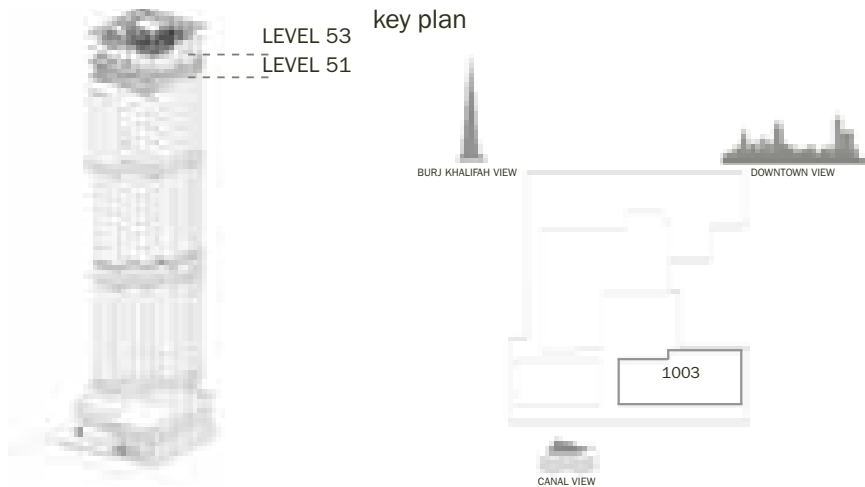 key plan
LEVEL 53
LEVEL 51
BURJ KHALIFAH VIEW
DOWNTOWN VIEW
1003
CANAL VIEW